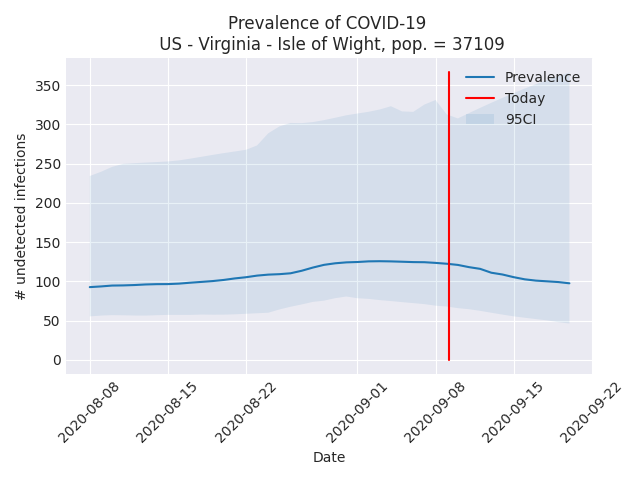 Prevalence of COVID-19
US - Virginia - Isle of Wight, pop. = 37109
# undetected infections
350
300
250
200
150
100
50
0
Prevalence
Today
95CI
2020-08-08
2020-08-15
2020-08-22
2020-09-01
2020-09-08
2020-09-15
2020-09-22
Date